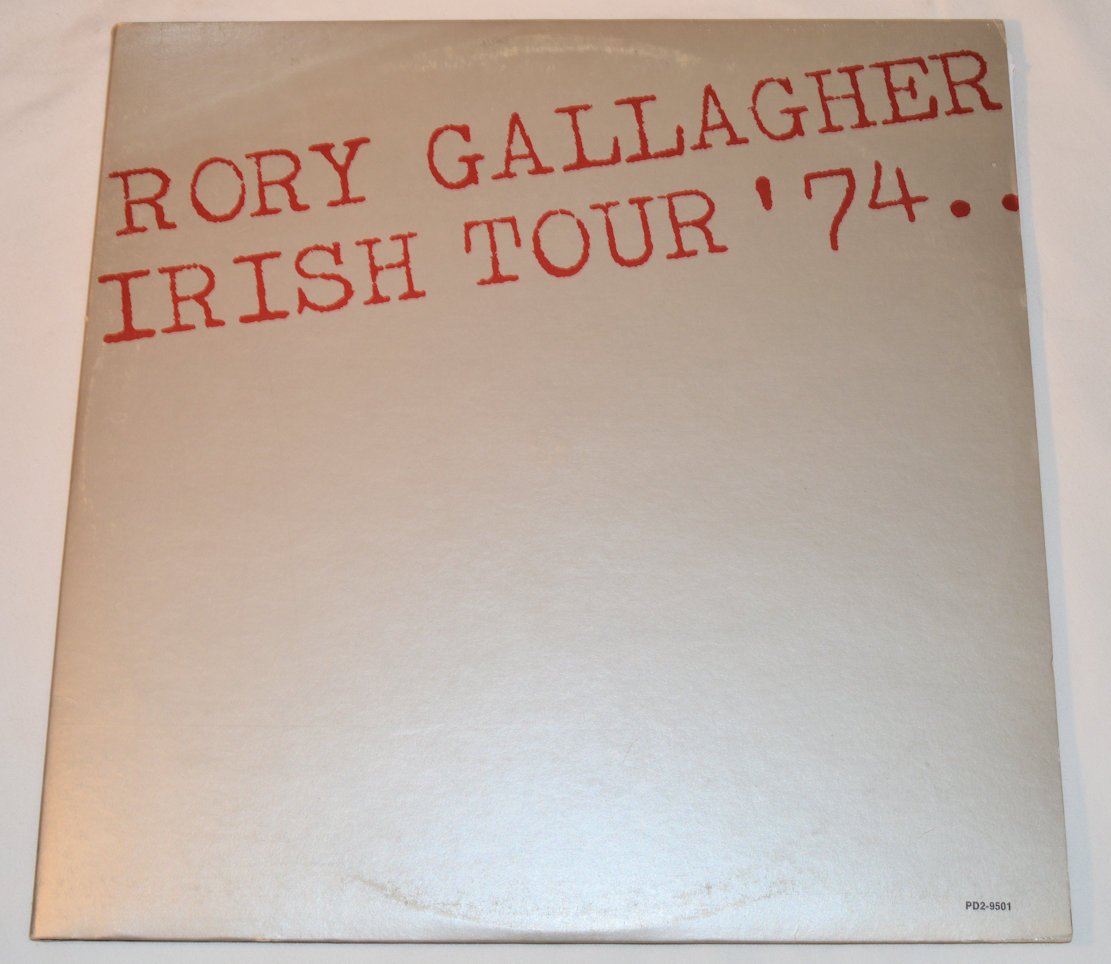 RORY GALLAGHER
IRISH TOUR '74..
PD2-9501